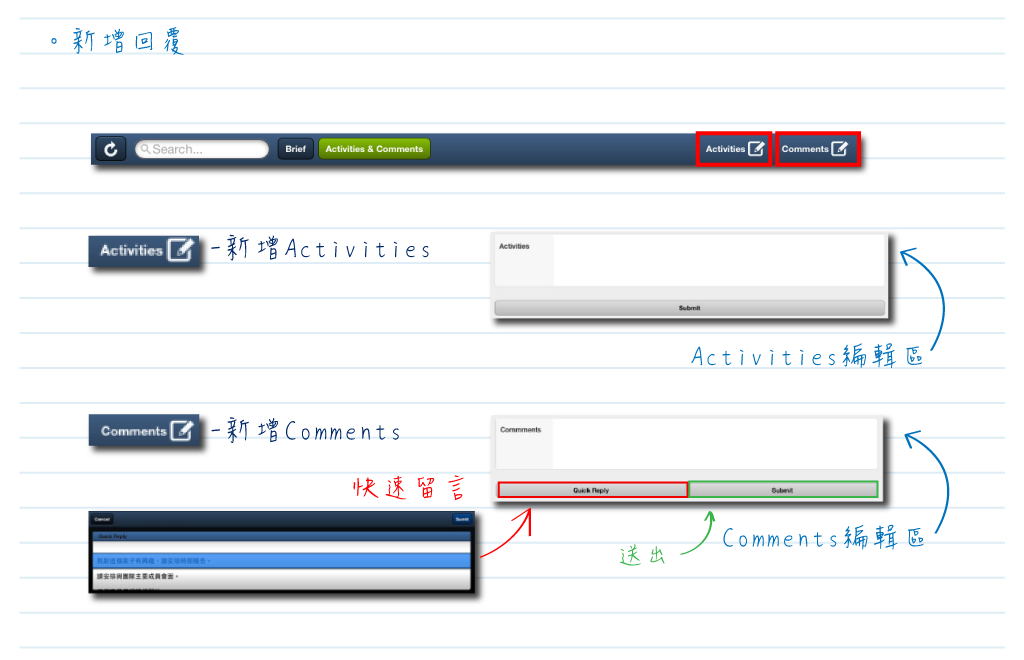 。新增回覆
Search...
Brief
Activities & Comments
Activities
Comments
Activities
-新增Activities
Activities
Submit
Activities編輯區
Comments
-新增Comments
Commments
Quick Reply
Submit
快速留言
Cancel
Sumit
Quick Reply
請安排與團隊主要成員會面。
送出
Comments編輯區